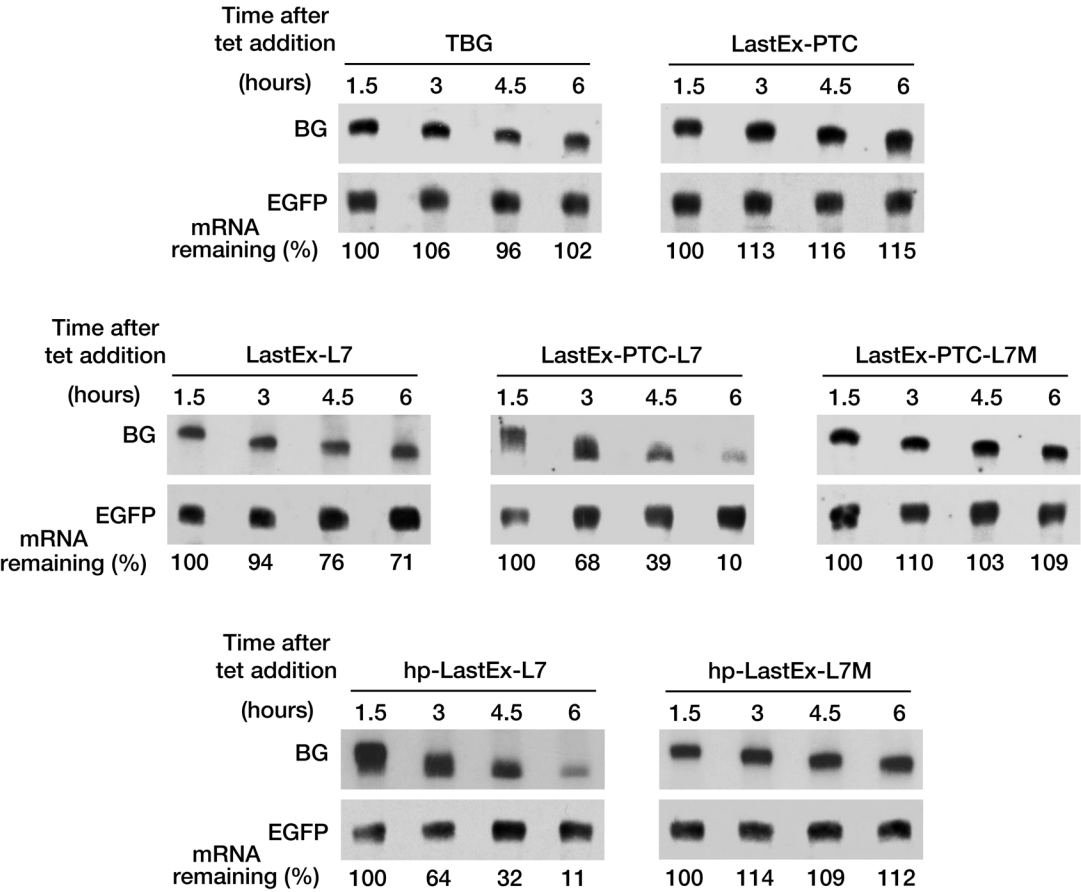 Time after
tet addition
TBG
LastEx-PTC
(hours)
1.5 3 4.5 6
1.5 3 4.5 6
BG
EGFP
mRNA
remaining (%)
100 106 96 102
100 113 116 115
Time after
tet addition
LastEx-L7
LastEx-PTC-L7
LastEx-PTC-L7M
(hours)
1.5 3 4.5 6
1.5 3 4.5 6
1.5 3 4.5 6
BG
EGFP
mRNA
remaining (%)
100 94 76 71
100 68 39 10
100 110 103 109
Time after
tet addition
hp-LastEx-L7
hp-LastEx-L7M
(hours)
1.5 3 4.5 6
1.5 3 4.5 6
BG
EGFP
mRNA
remaining (%)
100 64 32 11
100 114 109 112